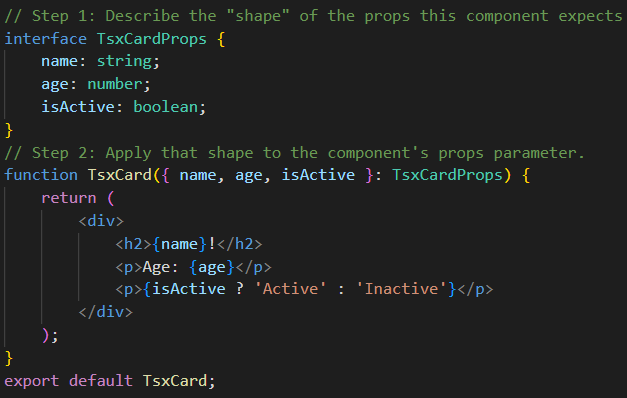 // Step 1: Describe the "shape" of the props this component expects
interface TsxCardProps {
    name: string;
    age: number;
    isActive: boolean;
}
// Step 2: Apply that shape to the component's props parameter.
function TsxCard({ name, age, isActive }: TsxCardProps) {
    return (
        <div>
            <h2>{name}!</h2>
            <p>Age: {age}</p>
            <p>{isActive ? 'Active' : 'Inactive'}</p>
        </div>
    );
}
export default TsxCard;